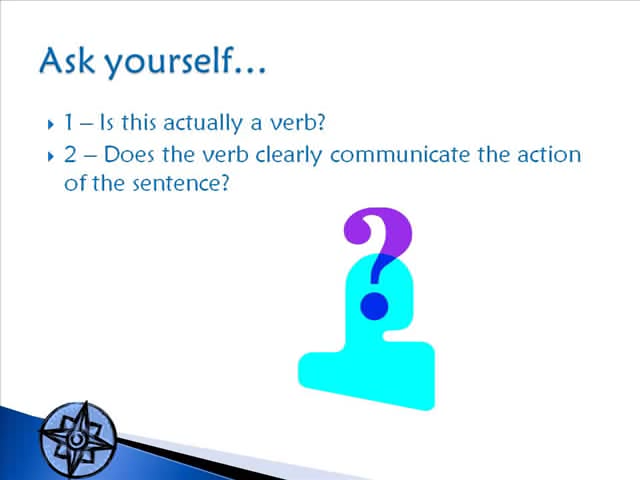 Ask yourself…
1 – Is this actually a verb?
2 – Does the verb clearly communicate the action
of the sentence?
?